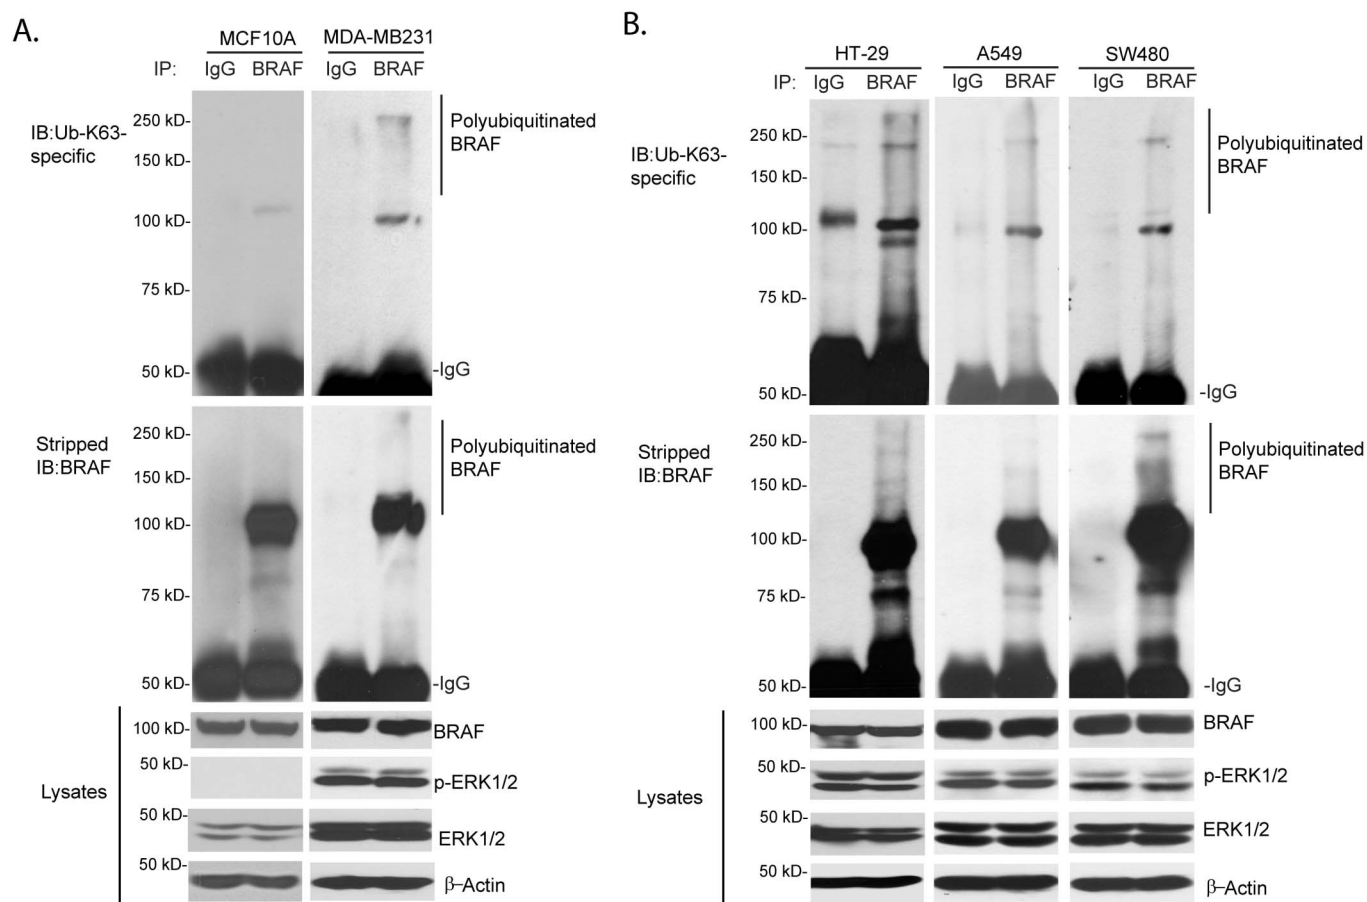 A.
MCF10A MDA-MB231
IP: IgG BRAF IgG BRAF
IB:Ub-K63-
specific
250 kD-
150 kD-
100 kD-
75 kD-
50 kD-
Polyubiquitinated
BRAF
-IgG
Stripped
IB:BRAF
250 kD-
150 kD-
100 kD-
75 kD-
50 kD-
Polyubiquitinated
BRAF
-IgG
Lysates
100 kD-
BRAF
50 kD-
p-ERK1/2
50 kD-
ERK1/2
50 kD-
β-Actin
B.
HT-29 A549 SW480
IP: IgG BRAF IgG BRAF IgG BRAF
IB:Ub-K63-
specific
250 kD-
150 kD-
100 kD-
75 kD-
50 kD-
Polyubiquitinated
BRAF
-IgG
Stripped
IB:BRAF
250 kD-
150 kD-
100 kD-
75 kD-
50 kD-
Polyubiquitinated
BRAF
-IgG
Lysates
100 kD-
BRAF
50 kD-
p-ERK1/2
50 kD-
ERK1/2
50 kD-
β-Actin